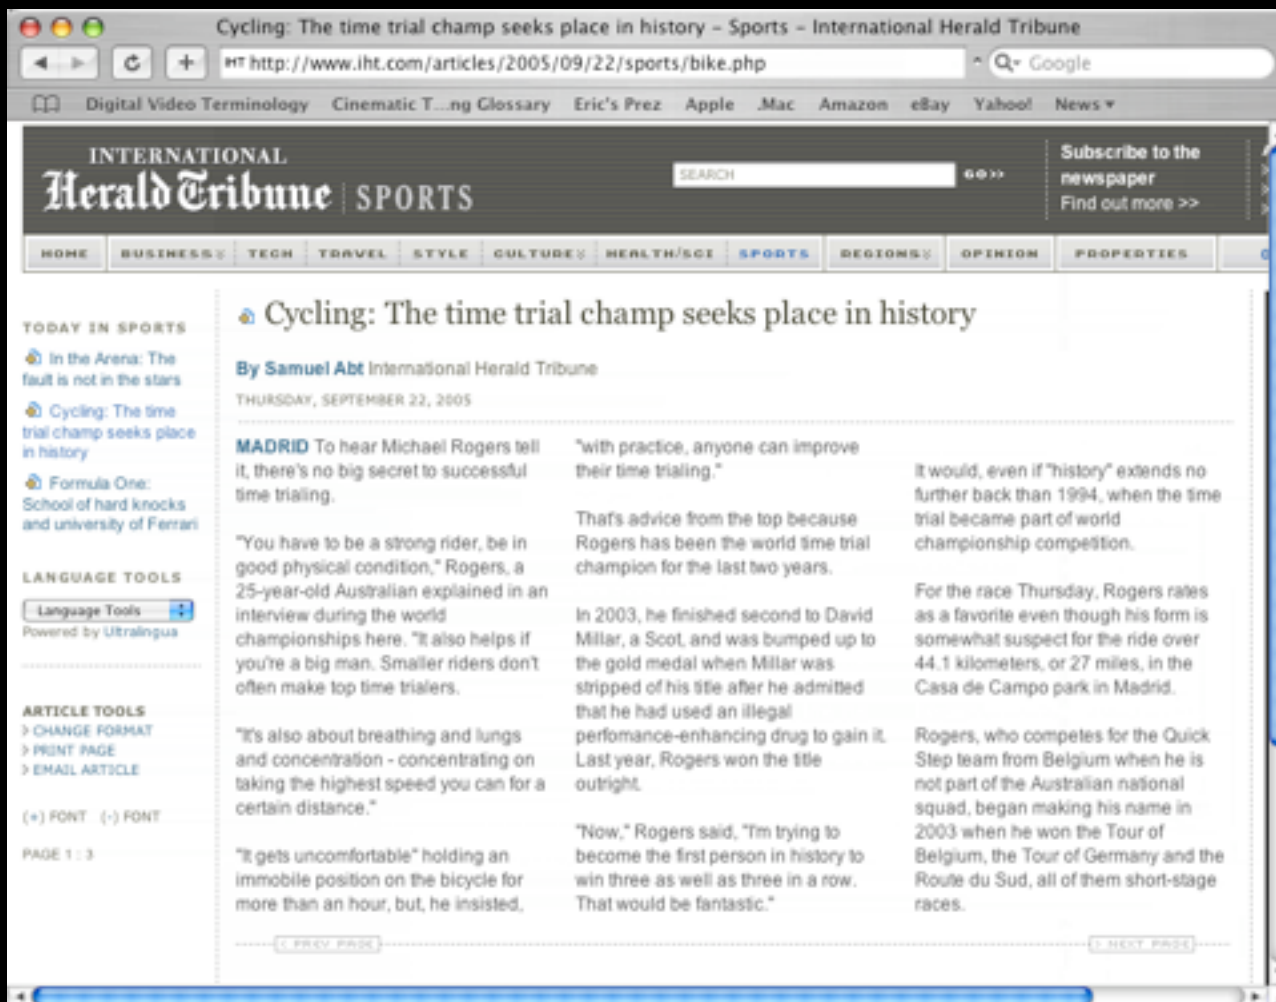 Cycling: The time trial champ seeks place in history – Sports – International Herald Tribune
http://www.iht.com/articles/2005/09/22/sports/bike.php
Google
Digital Video Terminology Cinematic T...ng Glossary Eric's Prez Apple .Mac Amazon eBay Yahoo! News
INTERNATIONAL
Herald Tribune | SPORTS
SEARCH
GO>>
Subscribe to the
newspaper
Find out more >>
HOME BUSINESS TECH TRAVEL STYLE CULTURE HEALTH/SCI SPORTS REGIONS OPINION PROPERTIES
TODAY IN SPORTS
In the Arena: The
fault is not in the stars
Cycling: The time
trial champ seeks place
in history
Formula One:
School of hard knocks
and university of Ferrari
LANGUAGE TOOLS
Language Tools
Powered by Ultralingua
ARTICLE TOOLS
> CHANGE FORMAT
> PRINT PAGE
> EMAIL ARTICLE
(+) FONT (-) FONT
PAGE 1 : 3
Cycling: The time trial champ seeks place in history
By Samuel Abt International Herald Tribune
THURSDAY, SEPTEMBER 22, 2005
MADRID To hear Michael Rogers tell
it, there's no big secret to successful
time trialing.
"You have to be a strong rider, be in
good physical condition," Rogers, a
25-year-old Australian explained in an
interview during the world
championships here. "It also helps if
you're a big man. Smaller riders don't
often make top time trialers.
"It's also about breathing and lungs
and concentration - concentrating on
taking the highest speed you can for a
certain distance."
"It gets uncomfortable" holding an
immobile position on the bicycle for
more than an hour, but, he insisted,
"with practice, anyone can improve
their time trialing."
That's advice from the top because
Rogers has been the world time trial
champion for the last two years.
In 2003, he finished second to David
Millar, a Scot, and was bumped up to
the gold medal when Millar was
stripped of his title after he admitted
that he had used an illegal
perfomance-enhancing drug to gain it.
Last year, Rogers won the title
outright.
"Now," Rogers said, "I'm trying to
become the first person in history to
win three as well as three in a row.
That would be fantastic."
It would, even if "history" extends no
further back than 1994, when the time
trial became part of world
championship competition.
For the race Thursday, Rogers rates
as a favorite even though his form is
somewhat suspect for the ride over
44.1 kilometers, or 27 miles, in the
Casa de Campo park in Madrid.
Rogers, who competes for the Quick
Step team from Belgium when he is
not part of the Australian national
squad, began making his name in
2003 when he won the Tour of
Belgium, the Tour of Germany and the
Route du Sud, all of them short-stage
races.
< PREV PAGE
> NEXT PAGE